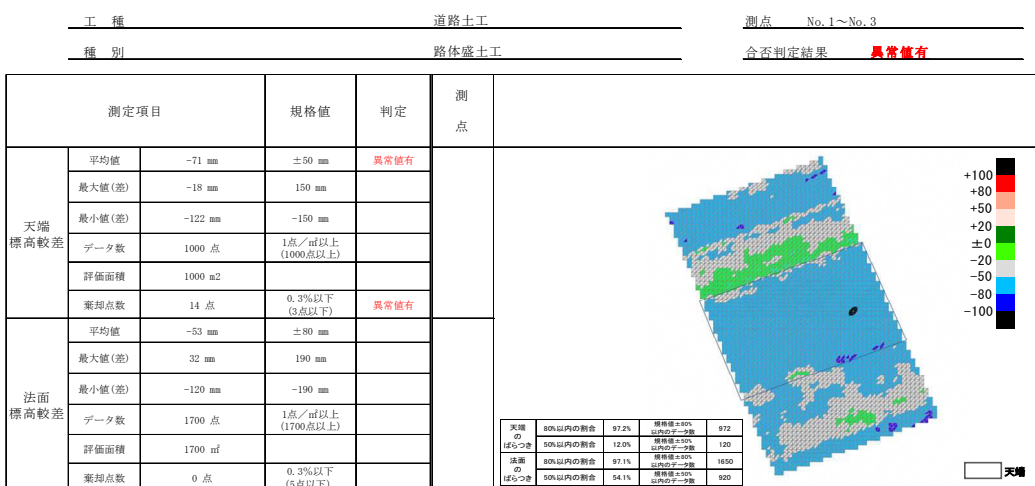 工 種 道路土工 測点 No.1～No.3
種 別 路体盛土工 合否判定結果 異常値有
測定項目 規格値 判定 測点
天端標高較差
平均値 -71 ㎜ ±50 ㎜ 異常値有
最大値(差) -18 ㎜ 150 ㎜
最小値(差) -122 ㎜ -150 ㎜
データ数 1000 点 1点／㎡以上
(1000点以上)
評価面積 1000 m2
棄却点数 14 点 0.3％以下
(3点以下) 異常値有
法面標高較差
平均値 -53 ㎜ ±80 ㎜
最大値(差) 32 ㎜ 190 ㎜
最小値(差) -120 ㎜ -190 ㎜
データ数 1700 点 1点／㎡以上
(1700点以上)
評価面積 1700 ㎡
棄却点数 0 点 0.3％以下
(5点以下)
+100
+80
+50
+20
±0
−20
−50
−80
−100
天端のばらつき
80%以内の割合 97.2% 規格値±80%以内のデータ数 972
50%以内の割合 12.0% 規格値±50%以内のデータ数 120
法面のばらつき
80%以内の割合 97.1% 規格値±80%以内のデータ数 1650
50%以内の割合 54.1% 規格値±50%以内のデータ数 920
天端